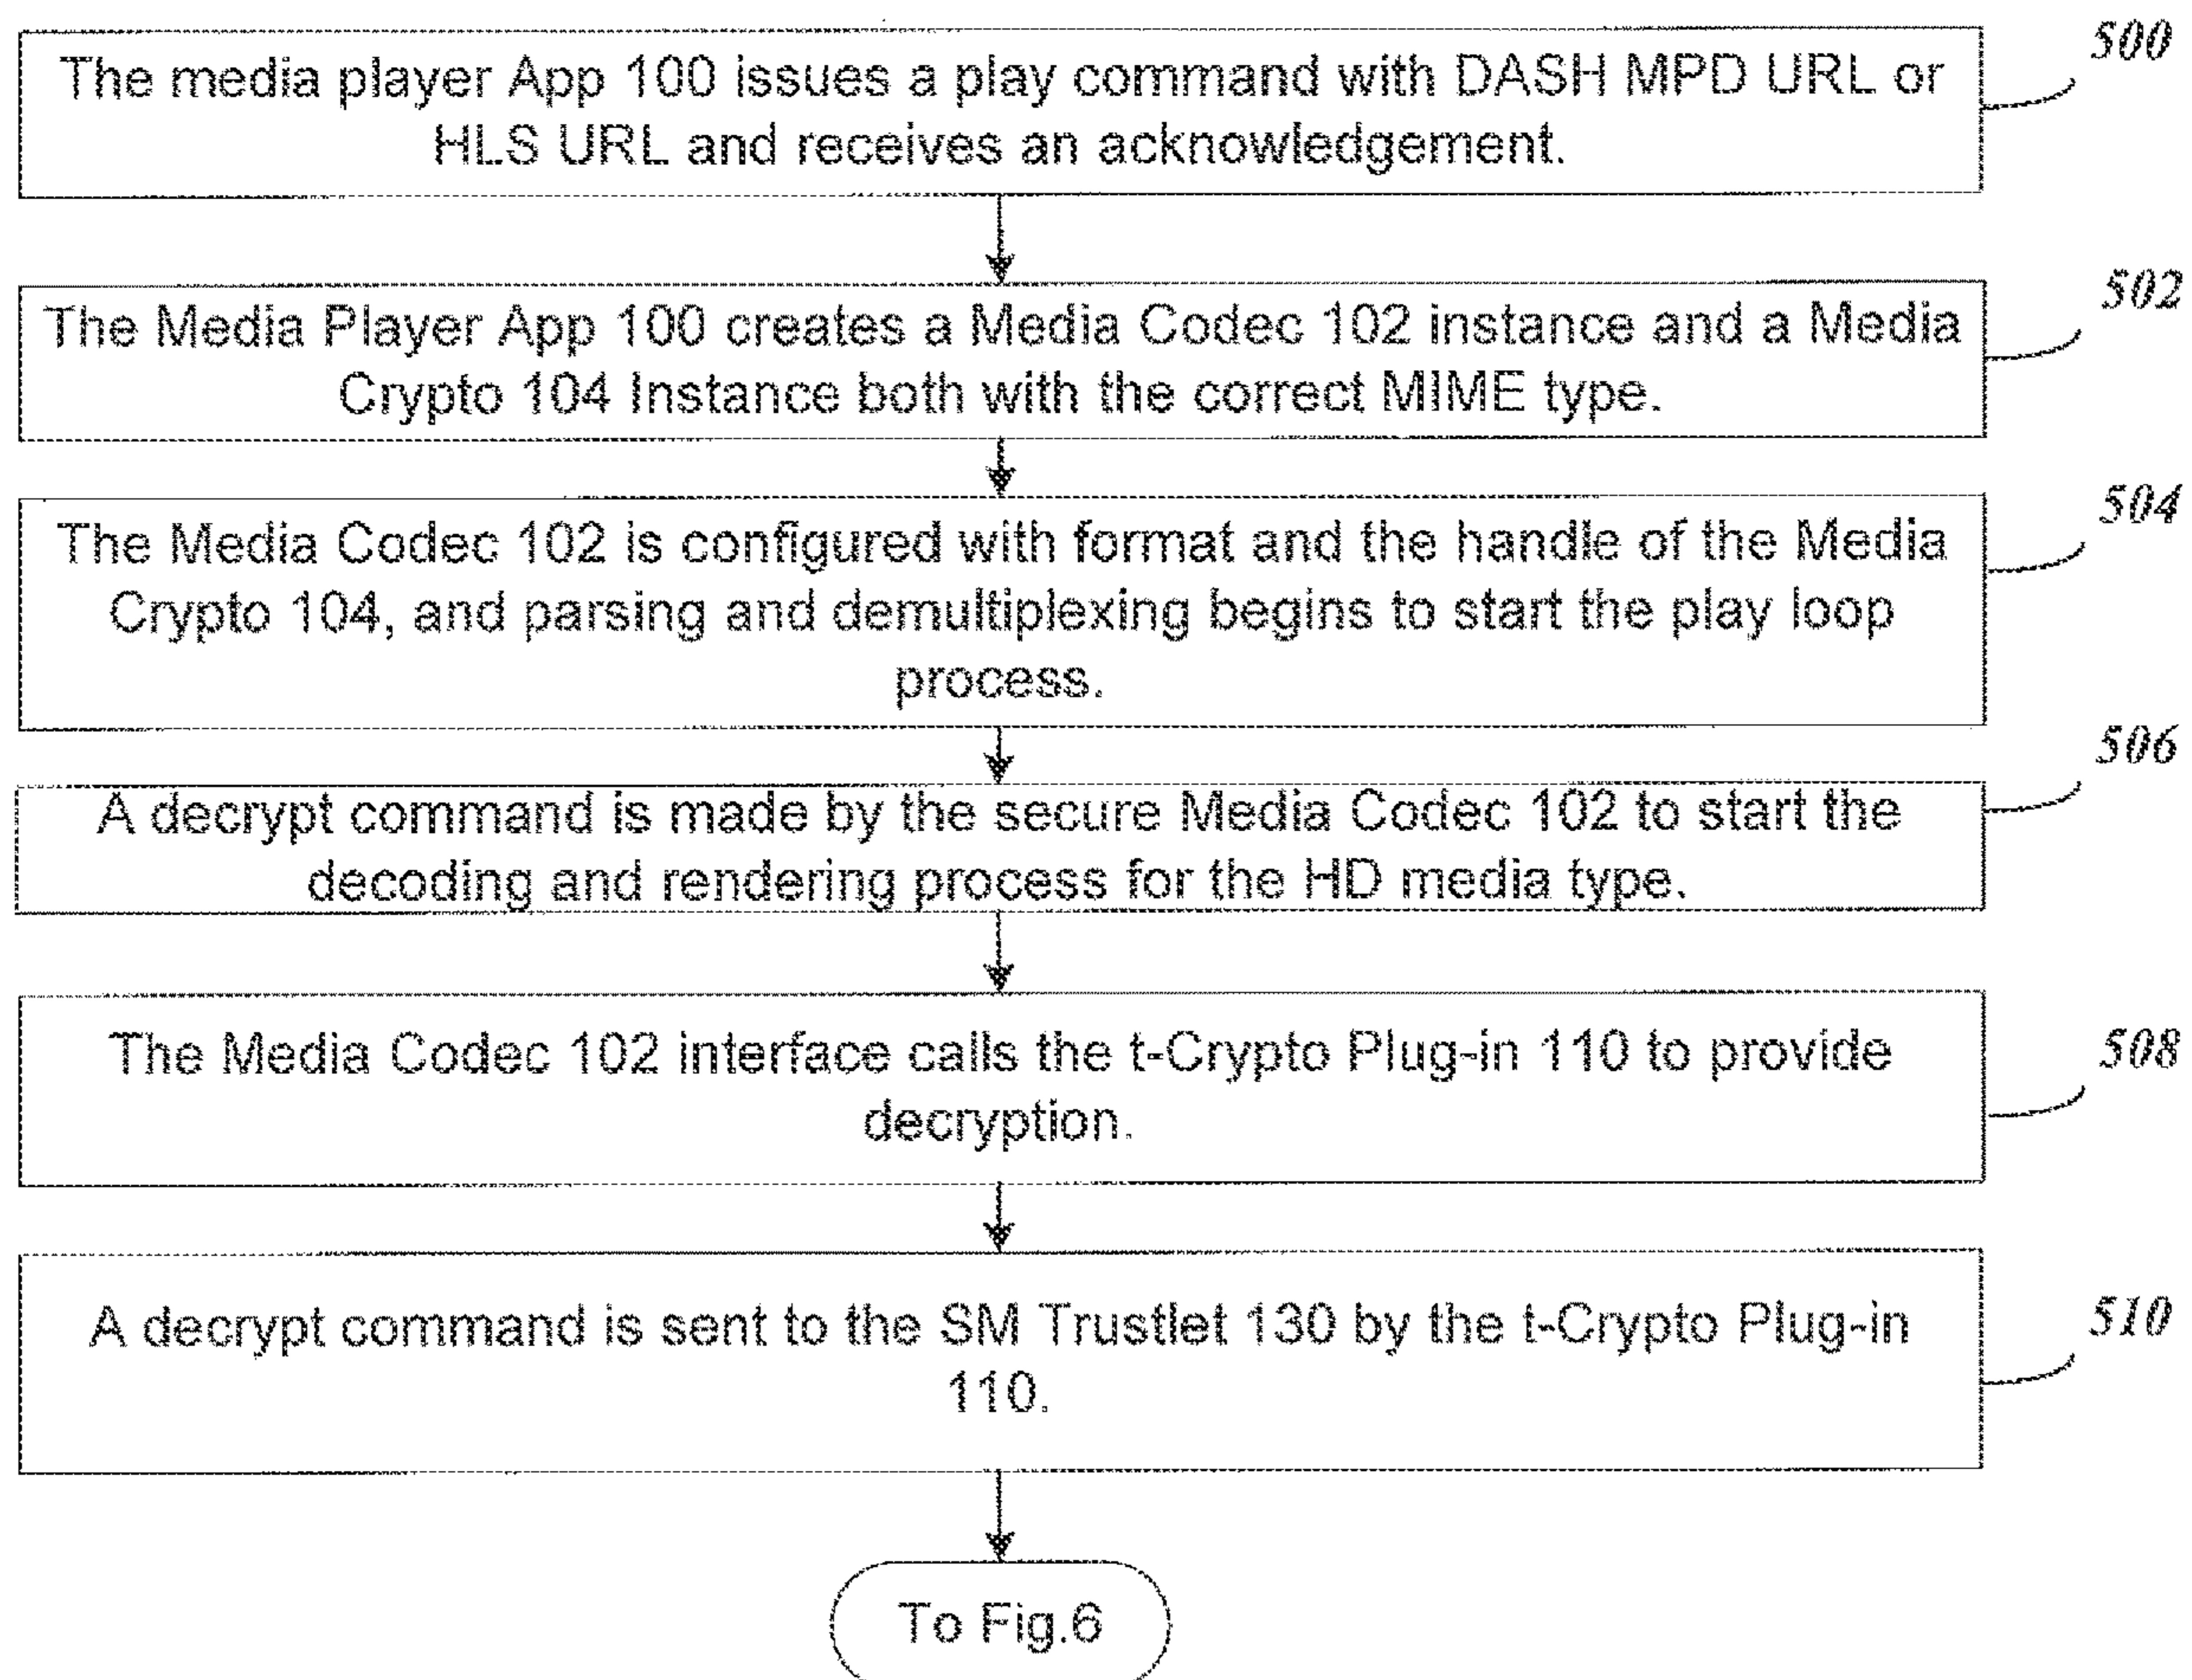 500
The media player App 100 issues a play command with DASH MPD URL or
HLS URL and receives an acknowledgement.
502
The Media Player App 100 creates a Media Codec 102 instance and a Media
Crypto 104 Instance both with the correct MIME type.
504
The Media Codec 102 is configured with format and the handle of the Media
Crypto 104, and parsing and demultiplexing begins to start the play loop
process.
506
A decrypt command is made by the secure Media Codec 102 to start the
decoding and rendering process for the HD media type.
508
The Media Codec 102 interface calls the t-Crypto Plug-in 110 to provide
decryption.
510
A decrypt command is sent to the SM Trustlet 130 by the t-Crypto Plug-in
110.
To Fig.6